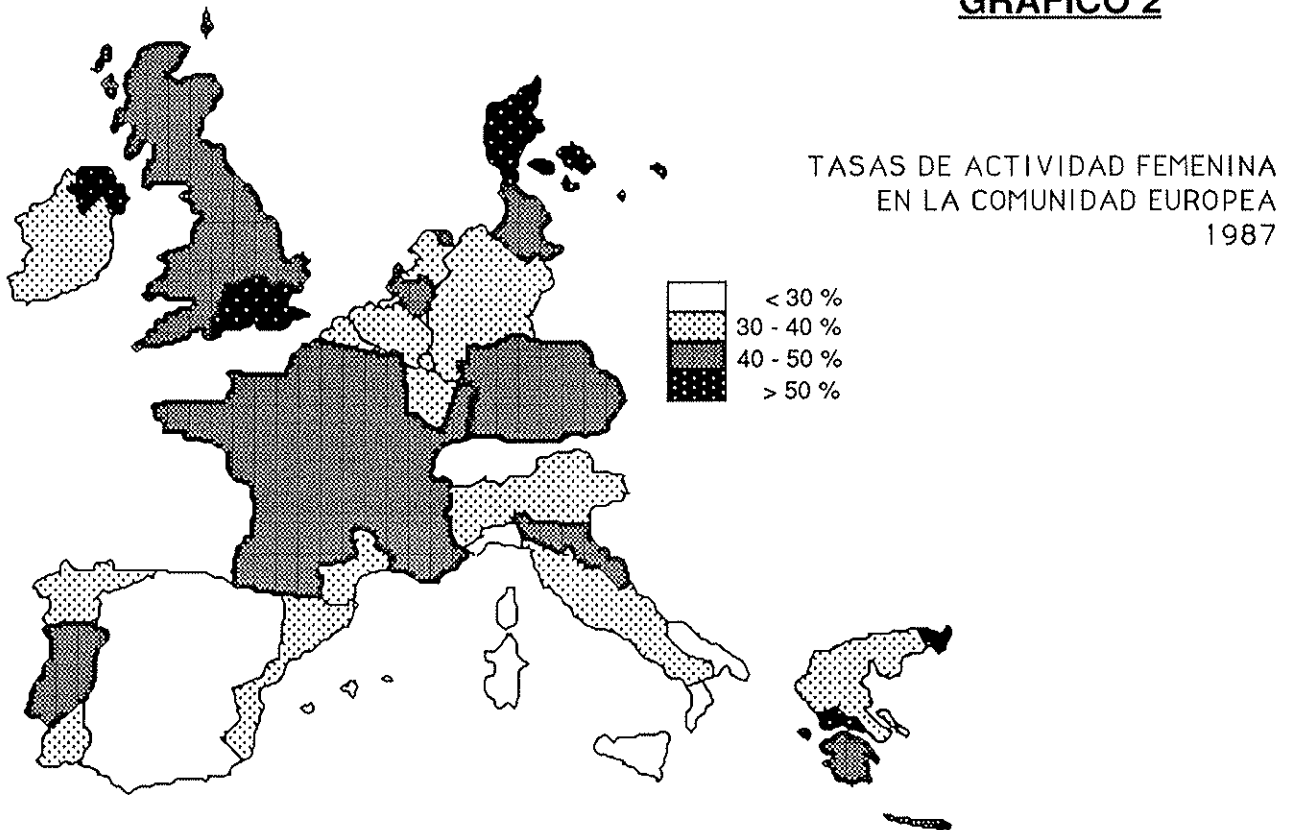 GRAFICO 2
TASAS DE ACTIVIDAD FEMENINA
EN LA COMUNIDAD EUROPEA
1987
< 30 %
30 - 40 %
40 - 50 %
> 50 %